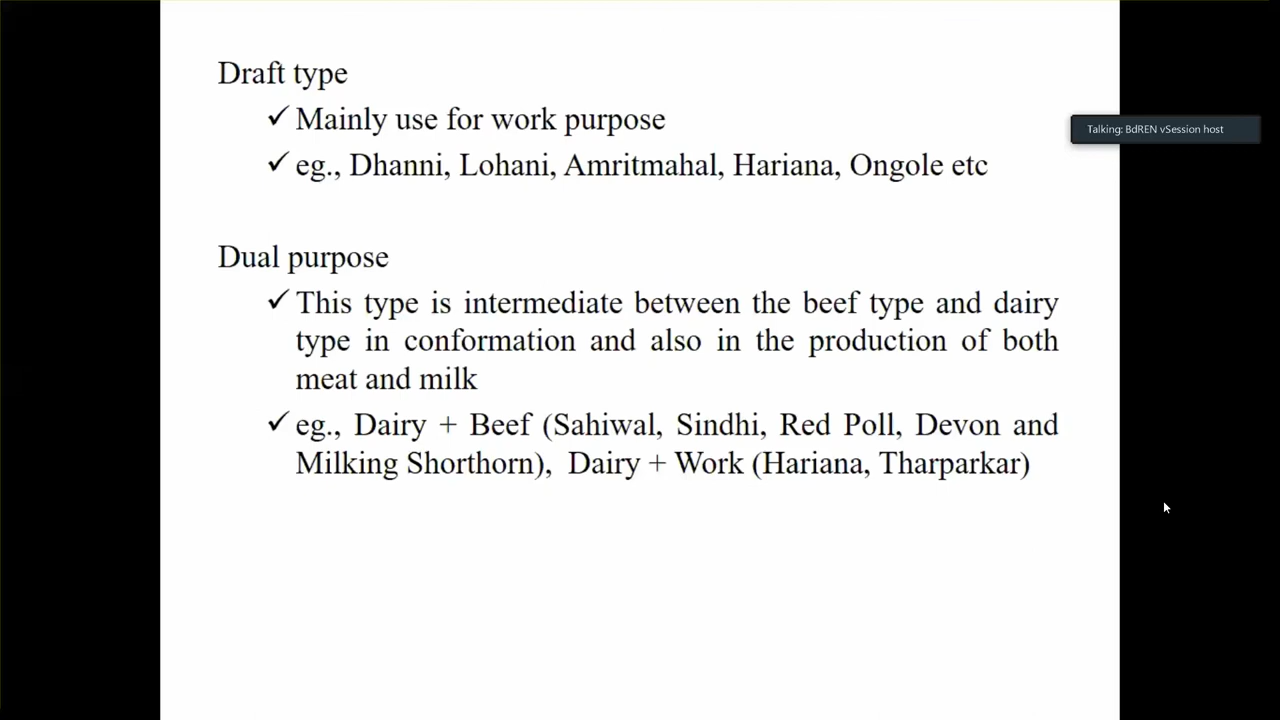 Draft type
✓ Mainly use for work purpose
Talking: BdREN vSession host
✓ eg., Dhanni, Lohani, Amritmahal, Hariana, Ongole etc
Dual purpose
✓ This type is intermediate between the beef type and dairy
type in conformation and also in the production of both
meat and milk
✓ eg., Dairy + Beef (Sahiwal, Sindhi, Red Poll, Devon and
Milking Shorthorn), Dairy + Work (Hariana, Tharparkar)